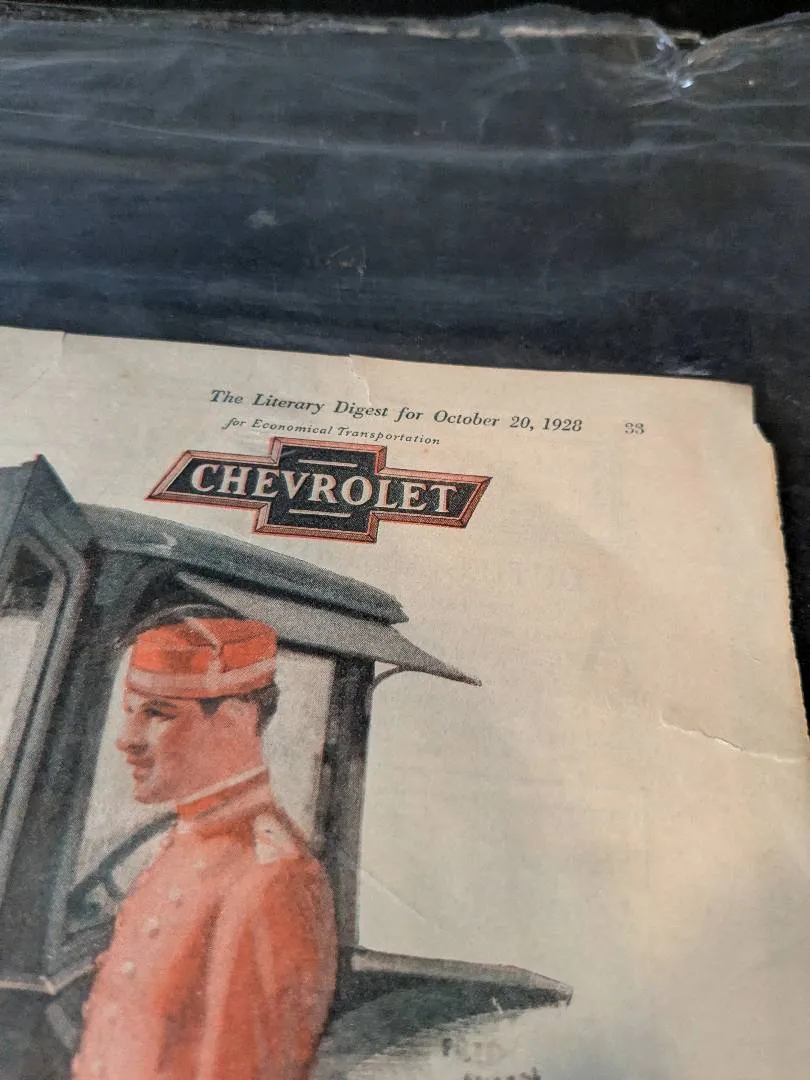 The Literary Digest for October 20, 1928 33
for Economical Transportation
CHEVROLET